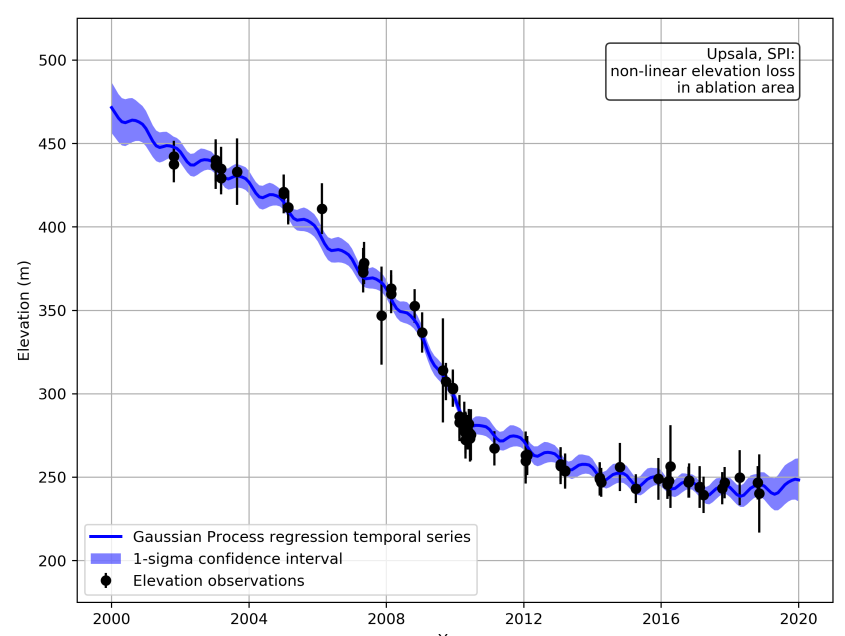 Upsala, SPI:
non-linear elevation loss
in ablation area
500
450
400
350
300
250
200
Elevation (m)
Gaussian Process regression temporal series
1-sigma confidence interval
Elevation observations
2000 2004 2008 2012 2016 2020